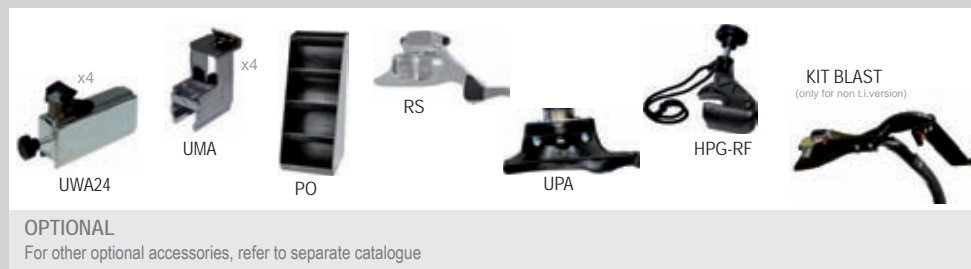 x4
UWA24
x4
UMA
PO
RS
UPA
HPG-RF
KIT BLAST
(only for non t.i.version)
OPTIONAL
For other optional accessories, refer to separate catalogue